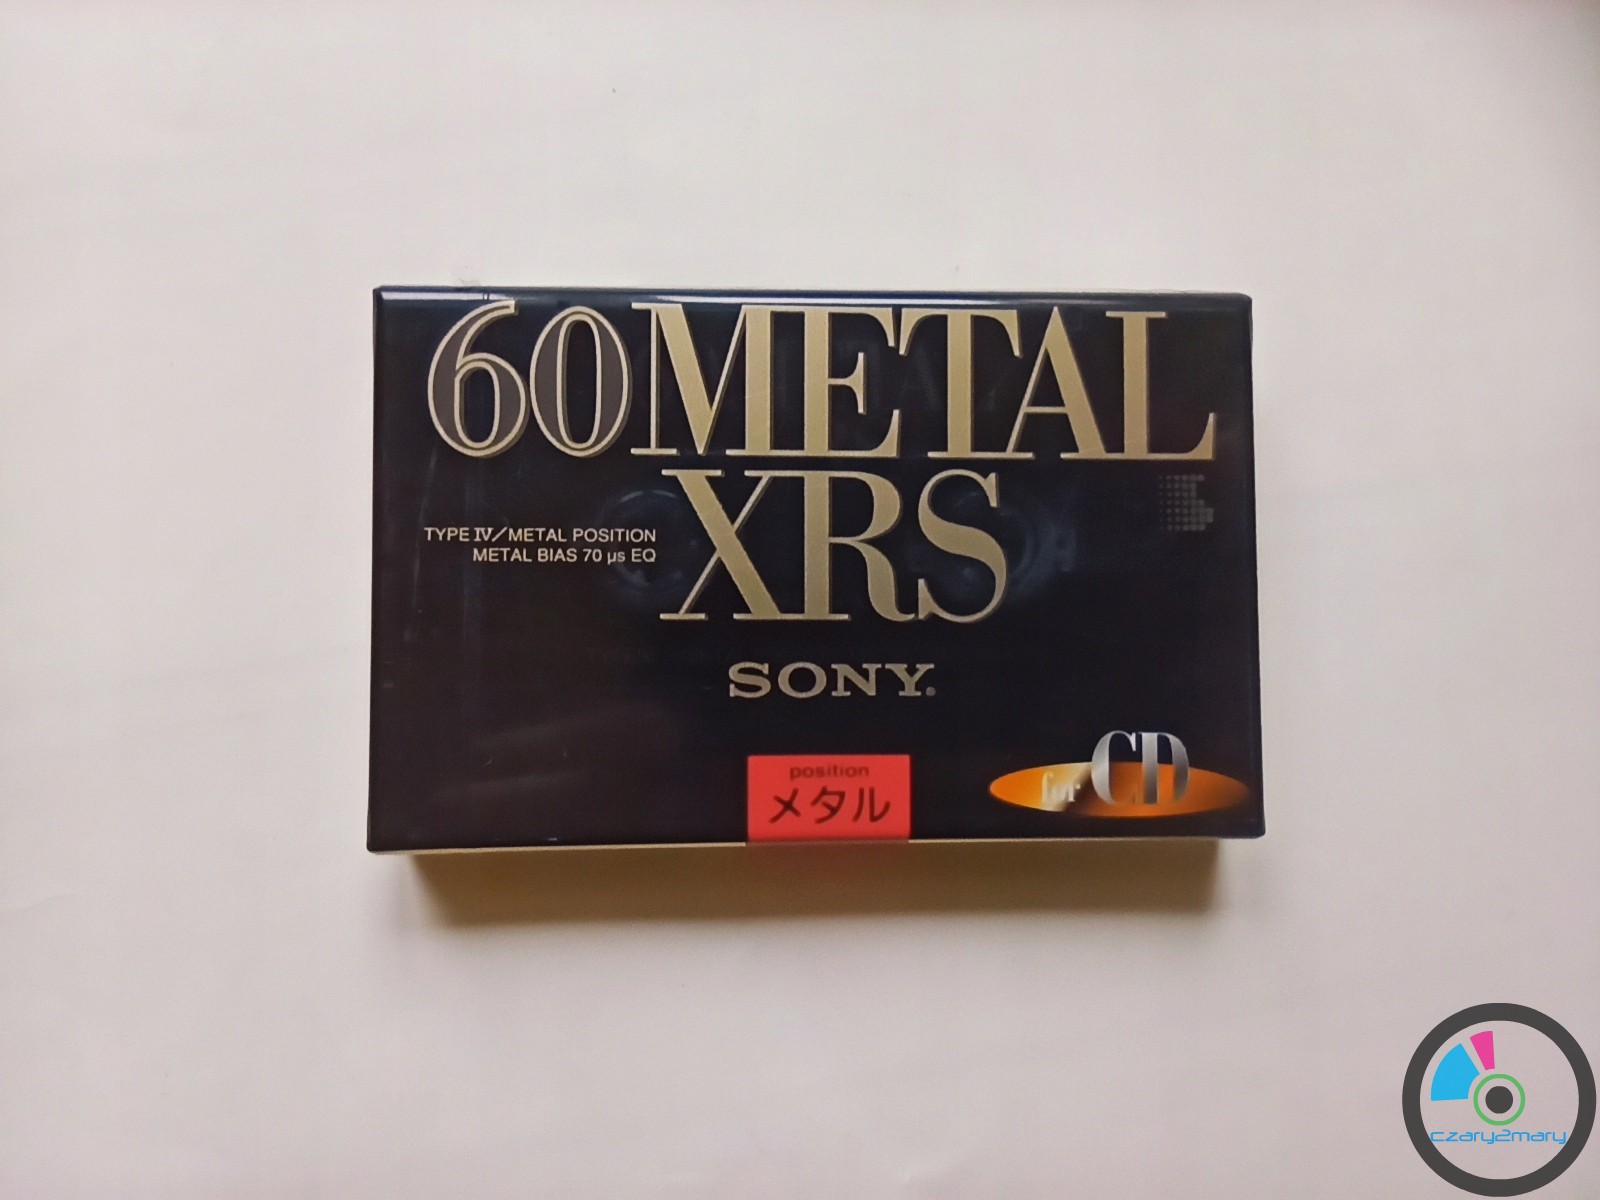 60METAL
XRS
TYPE IV/METAL POSITION
METAL BIAS 70 µs EQ
SONY®
position
メタル
for CD
czary2mary